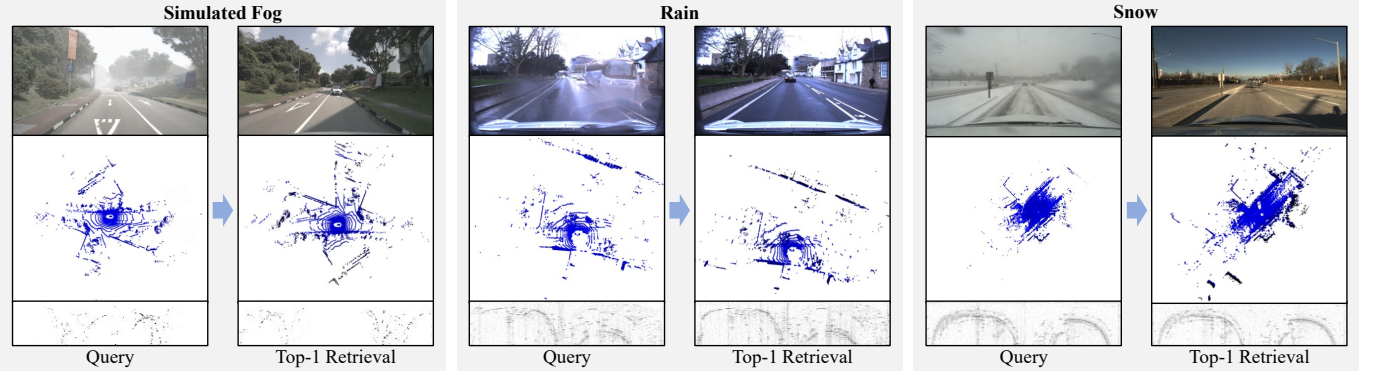 Simulated Fog
Query
Top-1 Retrieval
Rain
Query
Top-1 Retrieval
Snow
Query
Top-1 Retrieval